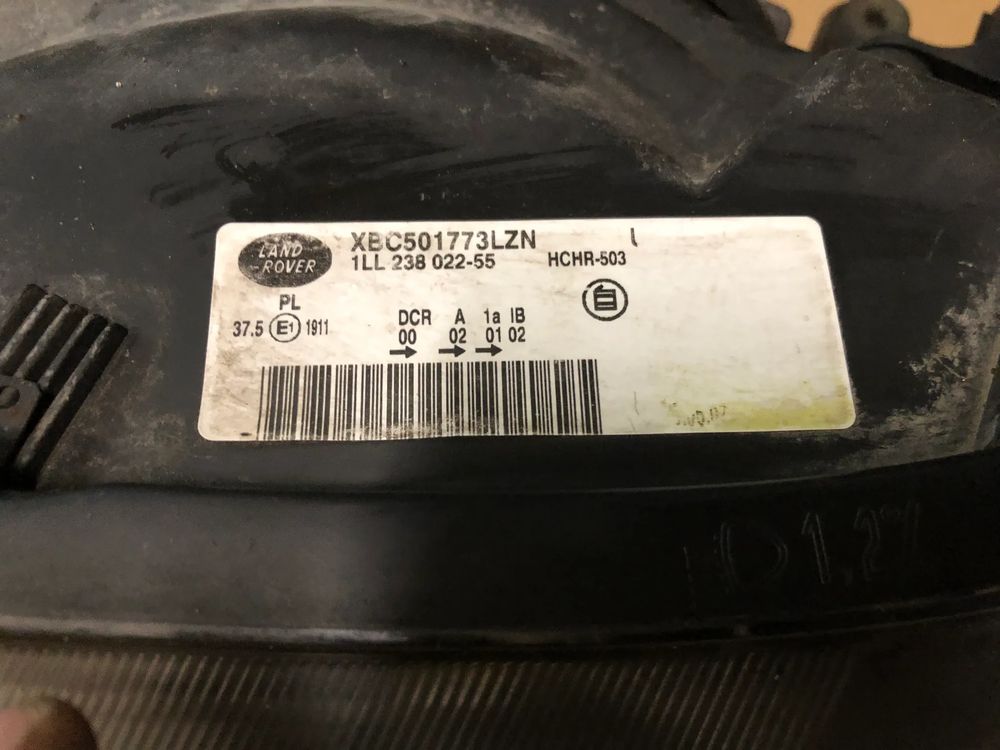 LAND
-ROVER
XBC501773LZN
1LL 238 022-55
HCHR-503
自
PL
37.5 E1 1911
DCR A 1a IB
00 02 01 02